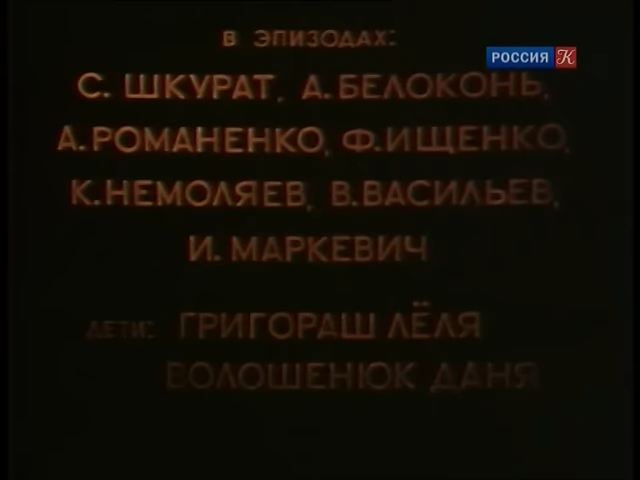 В ЭПИЗОДАХ:
РОССИЯ К
С. ШКУРАТ, А. БЕЛОКОНЬ,
А. РОМАНЕНКО, Ф. ИЩЕНКО,
К. НЕМОЛЯЕВ, В. ВАСИЛЬЕВ,
И. МАРКЕВИЧ
ДЕТИ: ГРИГОРАШ ЛЁЛЯ
ВОЛОШЕНЮК ДАНЯ